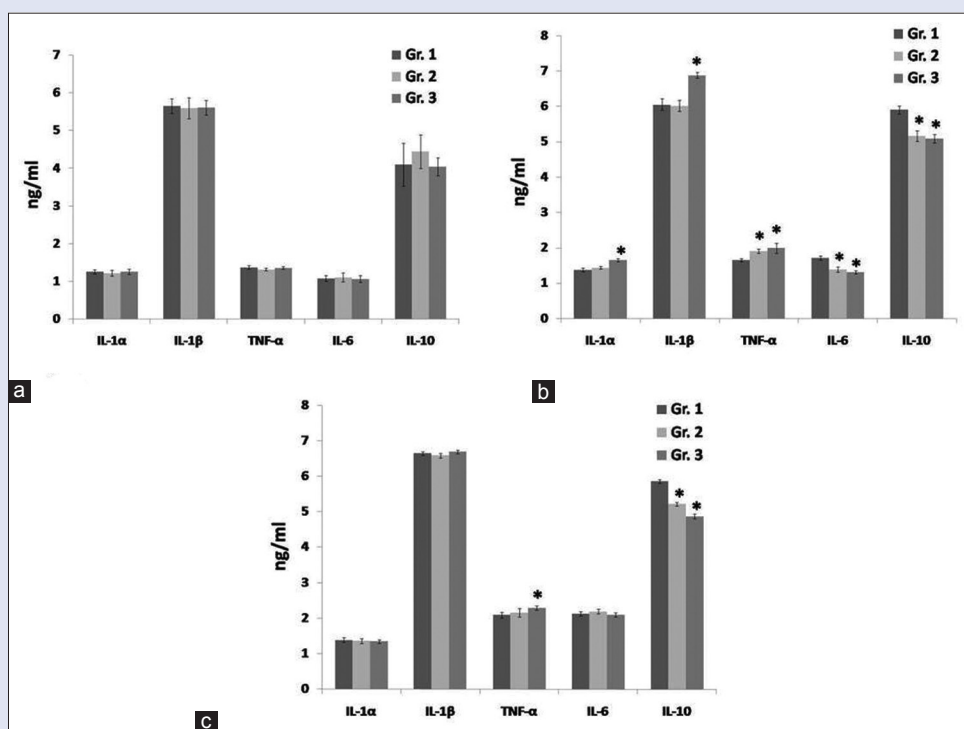 Gr. 1
Gr. 2
Gr. 3
7
6
5
4
3
2
1
0
ng/ml
IL-1α IL-1β TNF-α IL-6 IL-10
a
Gr. 1
Gr. 2
Gr. 3
8
7
6
5
4
3
2
1
0
ng/ml
* * * * * * * *
IL-1α IL-1β TNF-α IL-6 IL-10
b
Gr. 1
Gr. 2
Gr. 3
8
7
6
5
4
3
2
1
0
ng/ml
* * *
IL-1α IL-1β TNF-α IL-6 IL-10
c